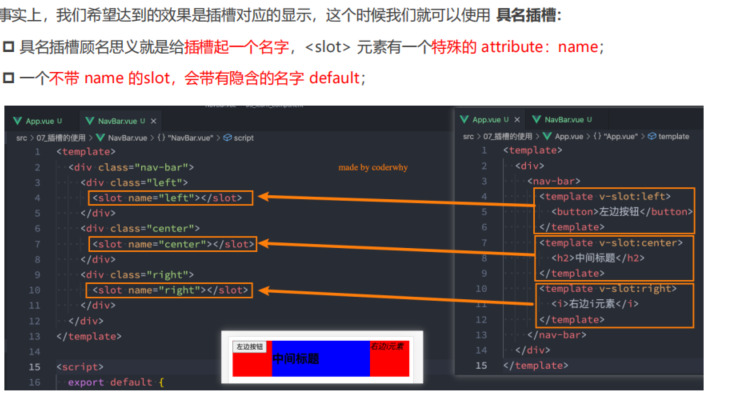 事实上，我们希望达到的效果是插槽对应的显示，这个时候我们就可以使用 具名插槽：
具名插槽顾名思义就是给插槽起一个名字，<slot> 元素有一个特殊的 attribute：name；
一个不带 name 的slot，会带有隐含的名字 default；
App.vue U NavBar.vue U ×
src > 07_插槽的使用 > NavBar.vue > {} "NavBar.vue" > script
1 <template>
2 <div class="nav-bar">
3 <div class="left">
4 <slot name="left"></slot>
5 </div>
6 <div class="center">
7 <slot name="center"></slot>
8 </div>
9 <div class="right">
10 <slot name="right"></slot>
11 </div>
12 </div>
13 </template>
14
15 <script>
16 export default {
made by coderwhy
左边按钮
中间标题
右边i元素
App.vue U × NavBar.vue U
src > 07_插槽的使用 > App.vue > {} "App.vue" > template
1 <template>
2 <div>
3 <nav-bar>
4 <template v-slot:left>
5 <button>左边按钮</button>
6 </template>
7 <template v-slot:center>
8 <h2>中间标题</h2>
9 </template>
10 <template v-slot:right>
11 <i>右边i元素</i>
12 </template>
13 </nav-bar>
14 </div>
15 </template>